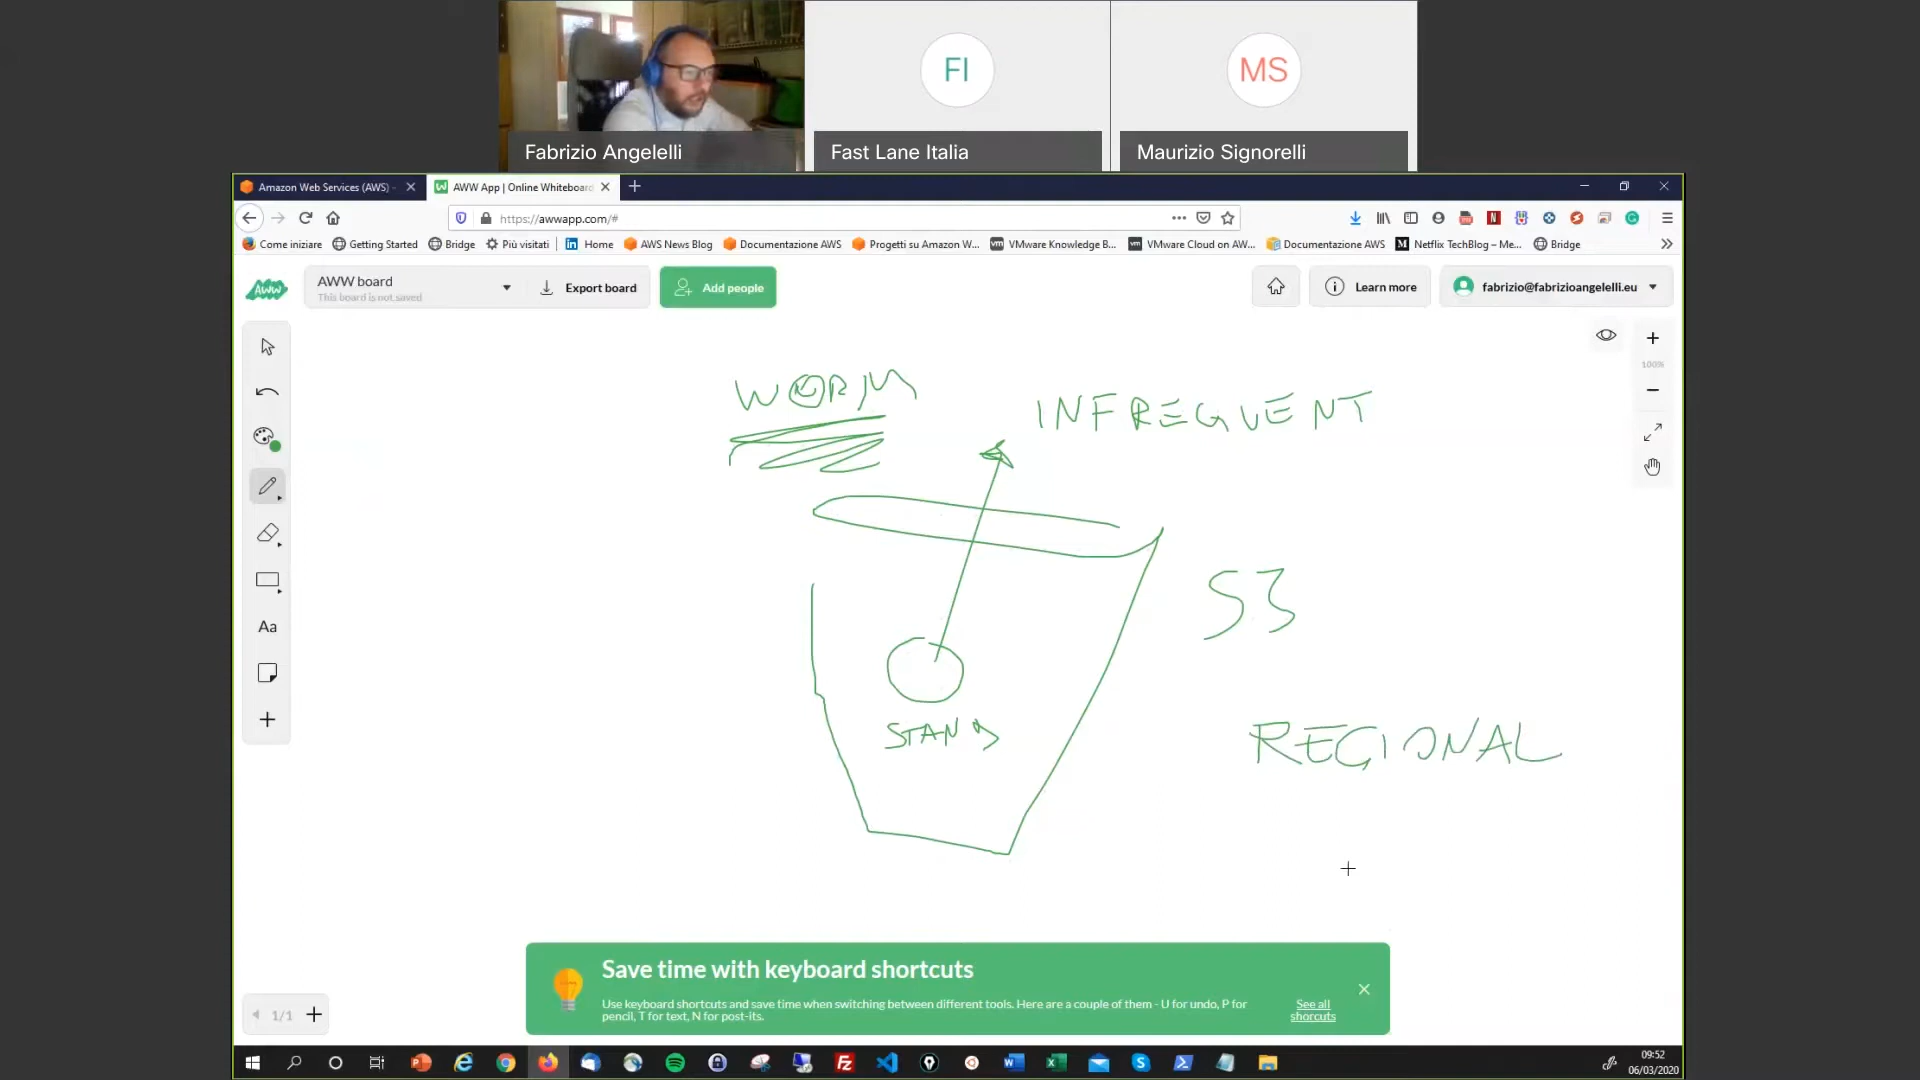 FI
MS
Fabrizio Angelelli
Fast Lane Italia
Maurizio Signorelli
Amazon Web Services (AWS) -
AWW App | Online Whiteboard
https://awwapp.com/#
Come iniziare
Getting Started
Bridge
Più visitati
Home
AWS News Blog
Documentazione AWS
Progetti su Amazon W...
VMware Knowledge B...
VMware Cloud on AW...
Documentazione AWS
Netflix TechBlog – Me...
Bridge
AWW
AWW board
This board is not saved
Export board
Add people
Learn more
fabrizio@fabrizioangelelli.eu
100%
WORM
INFREQUENT
S3
STAND
REGIONAL
Aa
Save time with keyboard shortcuts
Use keyboard shortcuts and save time when switching between different tools. Here are a couple of them - U for undo, P for
pencil, T for text, N for post-its.
See all
shorcuts
1/1
09:52
06/03/2020